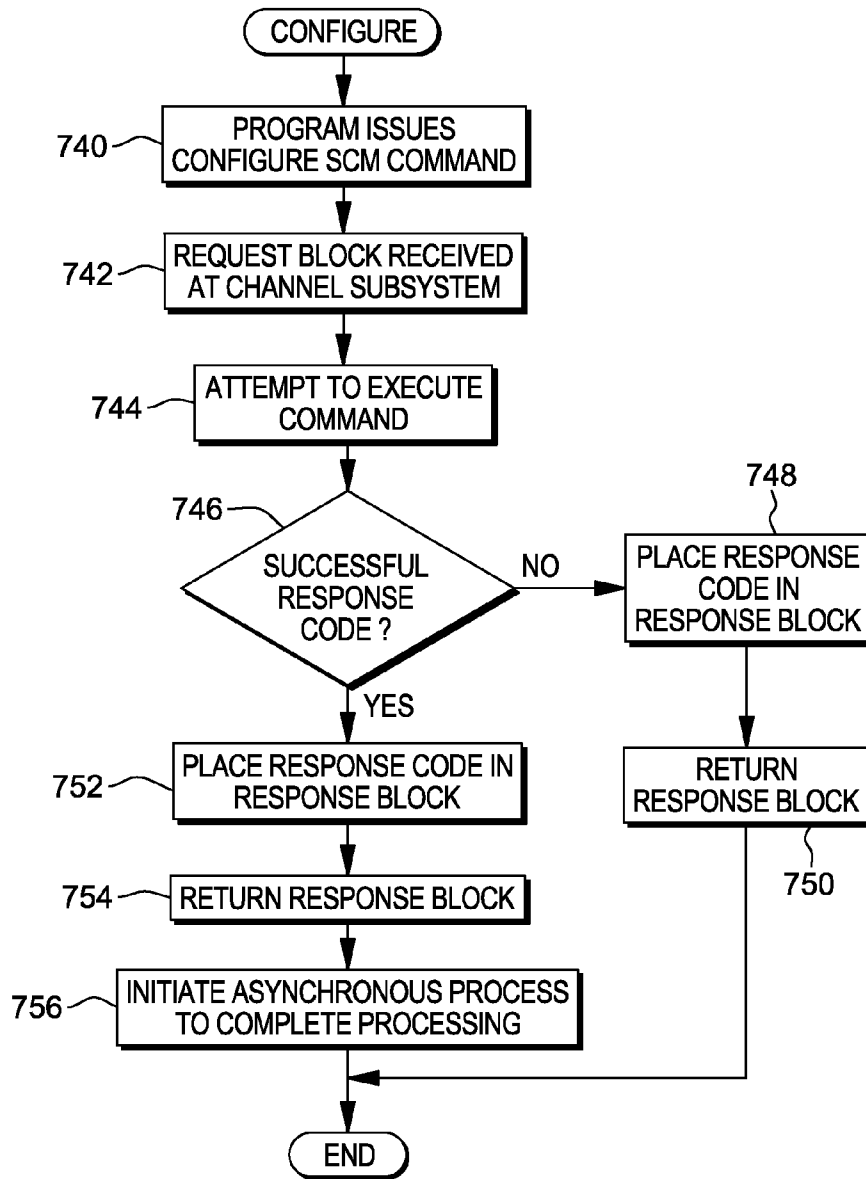 CONFIGURE
740
PROGRAM ISSUES
CONFIGURE SCM COMMAND
742
REQUEST BLOCK RECEIVED
AT CHANNEL SUBSYSTEM
744
ATTEMPT TO EXECUTE
COMMAND
746
SUCCESSFUL
RESPONSE
CODE ?
NO
748
PLACE RESPONSE
CODE IN
RESPONSE BLOCK
YES
RETURN
RESPONSE BLOCK
750
752
PLACE RESPONSE CODE IN
RESPONSE BLOCK
754
RETURN RESPONSE BLOCK
756
INITIATE ASYNCHRONOUS PROCESS
TO COMPLETE PROCESSING
END